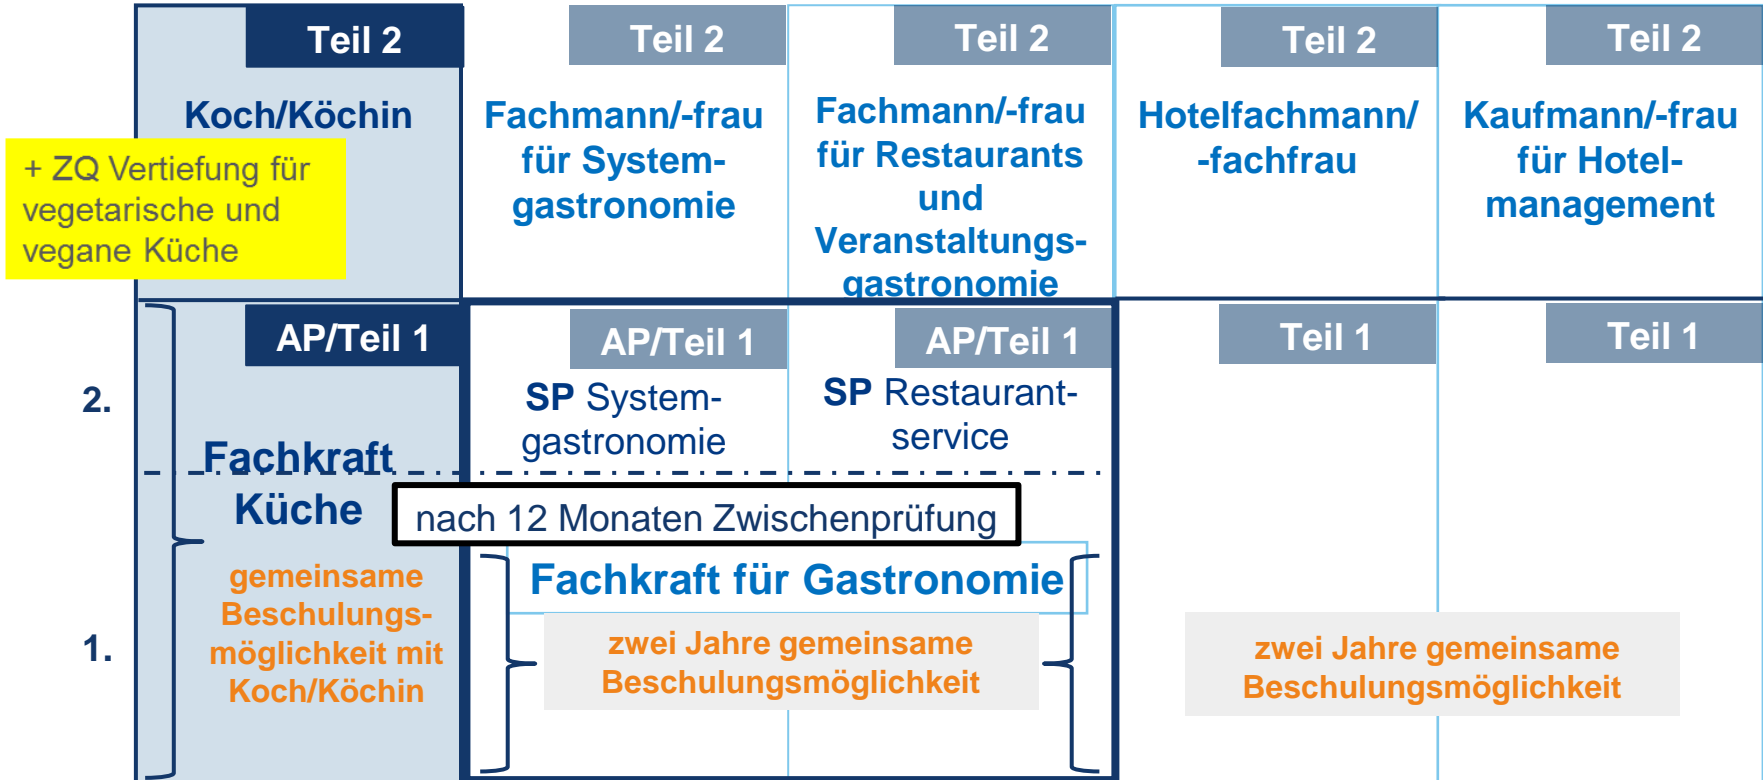 Teil 2
Koch/Köchin
+ ZQ Vertiefung für
vegetarische und
vegane Küche
Teil 2
Fachmann/-frau
für System-
gastronomie
Teil 2
Fachmann/-frau
für Restaurants
und
Veranstaltungs-
gastronomie
Teil 2
Hotelfachmann/
-fachfrau
Teil 2
Kaufmann/-frau
für Hotel-
management
2.
AP/Teil 1
Fachkraft
Küche
AP/Teil 1
SP System-
gastronomie
AP/Teil 1
SP Restaurant-
service
Teil 1
Teil 1
nach 12 Monaten Zwischenprüfung
1.
gemeinsame
Beschulungs-
möglichkeit mit
Koch/Köchin
Fachkraft für Gastronomie
zwei Jahre gemeinsame
Beschulungsmöglichkeit
zwei Jahre gemeinsame
Beschulungsmöglichkeit